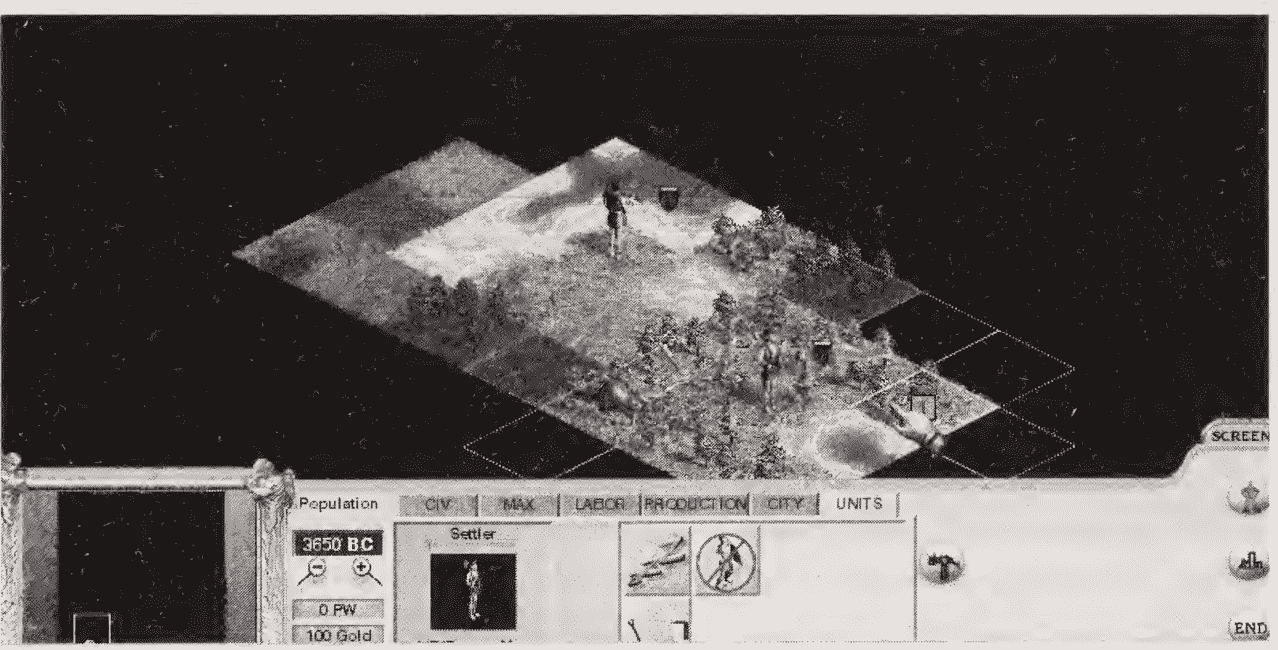 SCREEN
Population
CIV
MAX
LABOR
PRODUCTION
CITY
UNITS
3650 BC
Settler
0 PW
100 Gold
END